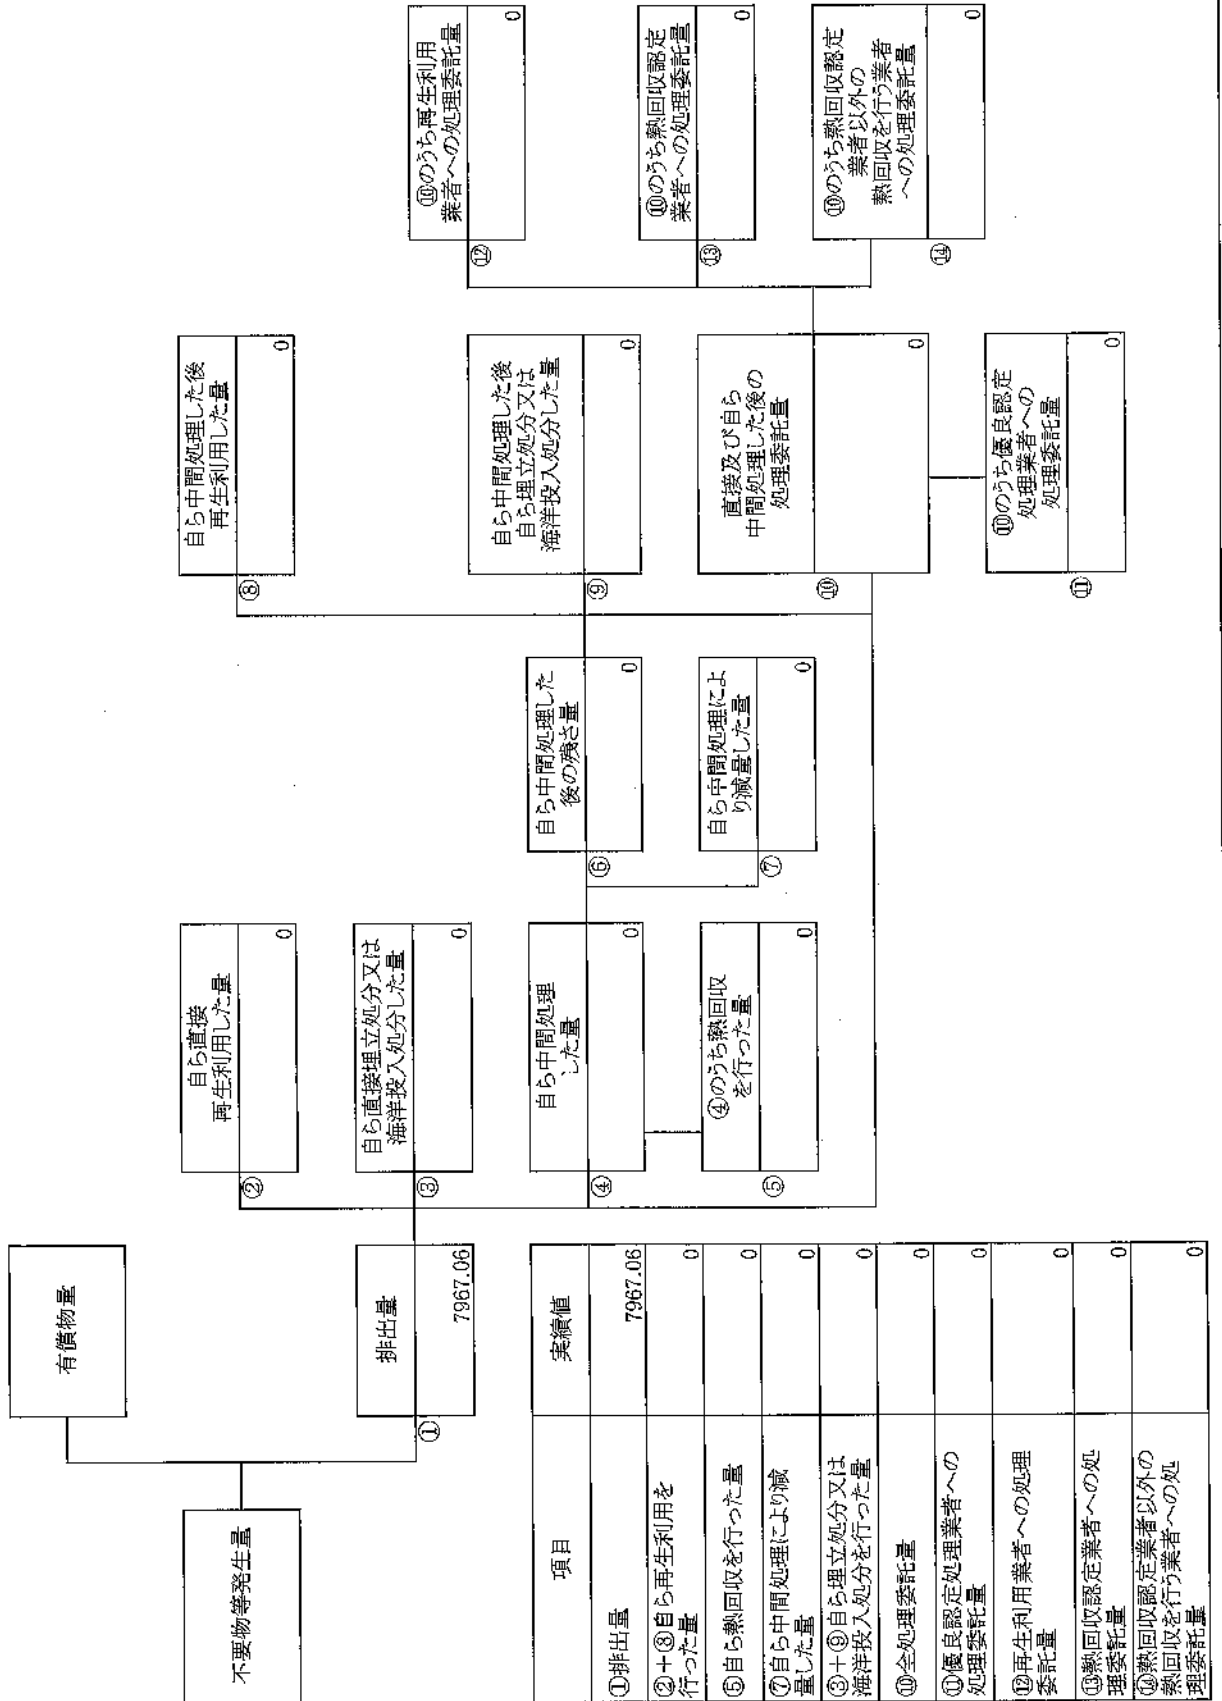 不要物等発生量
有償物量
①
排出量
7967.06
②
自ら直接
再生利用した量
0
③
自ら直接埋立処分又は
海洋投入処分した量
0
④
自ら中間処理
した量
0
⑤
④のうち熱回収
を行った量
0
⑥
自ら中間処理した
後の残さ量
0
⑦
自ら中間処理によ
り減量した量
0
⑧
自ら中間処理した後
再生利用した量
0
⑨
自ら中間処理した後
自ら埋立処分又は
海洋投入処分した量
0
⑩
直接及び自ら
中間処理した後の
処理委託量
0
⑪
⑩のうち優良認定
処理業者への
処理委託量
0
⑫
⑩のうち再生利用
業者への処理委託量
0
⑬
⑩のうち熱回収認定
業者への処理委託量
0
⑭
⑩のうち熱回収認定
業者以外の
熱回収を行う業者
への処理委託量
0
項目 実績値
①排出量 7967.06
②+⑧自ら再生利用を
行った量 0
⑤自ら熱回収を行った量 0
⑦自ら中間処理により減
量した量 0
③+⑨自ら埋立処分又は
海洋投入処分を行った量 0
⑩全処理委託量 0
⑪優良認定処理業者への
処理委託量 0
⑫再生利用業者への処理
委託量 0
⑬熱回収認定業者への処
理委託量 0
⑭熱回収認定業者以外の
熱回収を行う業者への処
理委託量 0